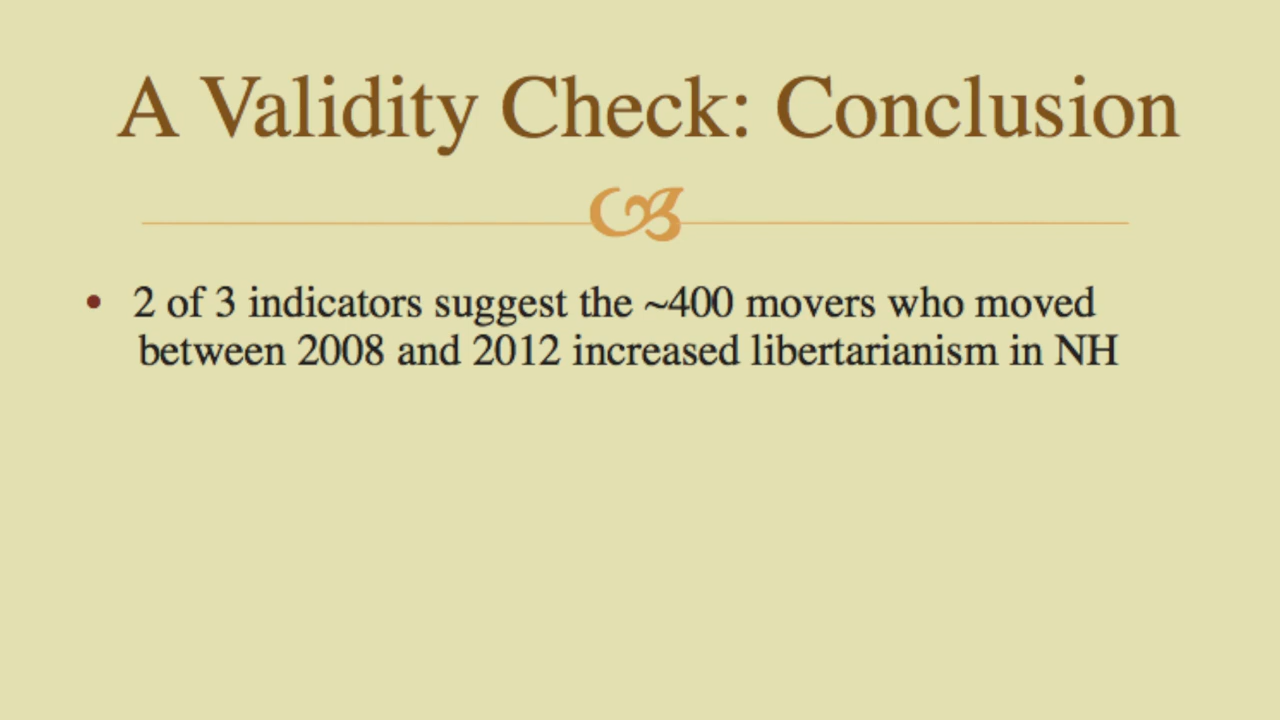 A Validity Check: Conclusion
• 2 of 3 indicators suggest the ~400 movers who moved
between 2008 and 2012 increased libertarianism in NH